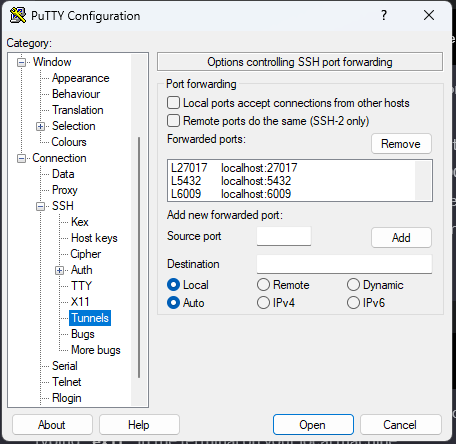 PuTTY Configuration
?
Category:
Window
Appearance
Behaviour
Translation
Selection
Colours
Connection
Data
Proxy
SSH
Kex
Host keys
Cipher
Auth
TTY
X11
Tunnels
Bugs
More bugs
Serial
Telnet
Rlogin
Options controlling SSH port forwarding
Port forwarding
Local ports accept connections from other hosts
Remote ports do the same (SSH-2 only)
Forwarded ports:
Remove
L27017 localhost:27017
L5432 localhost:5432
L6009 localhost:6009
Add new forwarded port:
Source port
Add
Destination
Local Remote Dynamic
Auto IPv4 IPv6
About Help Open Cancel